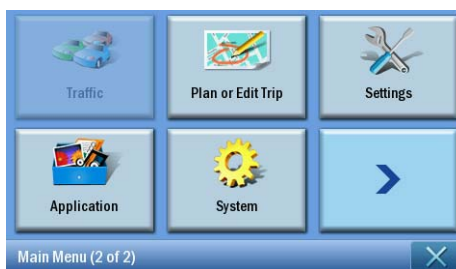 Traffic
Plan or Edit Trip
Settings
Application
System
Main Menu (2 of 2)